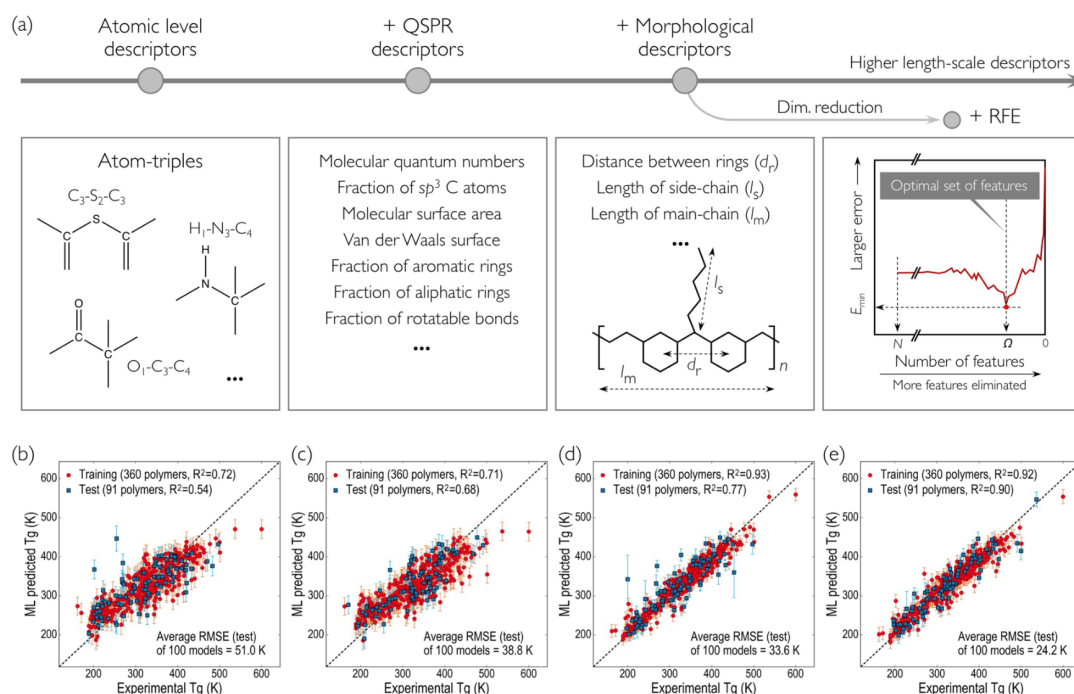 (a)
Atomic level
descriptors
+ QSPR
descriptors
+ Morphological
descriptors
Higher length-scale descriptors
Dim. reduction
+ RFE
Atom-triples
C₃-S₂-C₃
S
C
C
H₁-N₃-C₄
H
N
C
O
C
C
O₁-C₃-C₄
•••
Molecular quantum numbers
Fraction of sp³ C atoms
Molecular surface area
Van der Waals surface
Fraction of aromatic rings
Fraction of aliphatic rings
Fraction of rotatable bonds
•••
Distance between rings (dᵣ)
Length of side-chain (lₛ)
Length of main-chain (lₘ)
•••
lₛ
dᵣ
n
lₘ
Larger error
Optimal set of features
Eₘᵢₙ
N
Ω
0
Number of features
More features eliminated
(b)
Training (360 polymers, R²=0.72)
Test (91 polymers, R²=0.54)
ML predicted Tg (K)
600
500
400
300
200
Average RMSE (test)
of 100 models = 51.0 K
200 300 400 500 600
Experimental Tg (K)
(c)
Training (360 polymers, R²=0.71)
Test (91 polymers, R²=0.68)
ML predicted Tg (K)
600
500
400
300
200
Average RMSE (test)
of 100 models = 38.8 K
200 300 400 500 600
Experimental Tg (K)
(d)
Training (360 polymers, R²=0.93)
Test (91 polymers, R²=0.77)
ML predicted Tg (K)
600
500
400
300
200
Average RMSE (test)
of 100 models = 33.6 K
200 300 400 500 600
Experimental Tg (K)
(e)
Training (360 polymers, R²=0.92)
Test (91 polymers, R²=0.90)
ML predicted Tg (K)
600
500
400
300
200
Average RMSE (test)
of 100 models = 24.2 K
200 300 400 500 600
Experimental Tg (K)